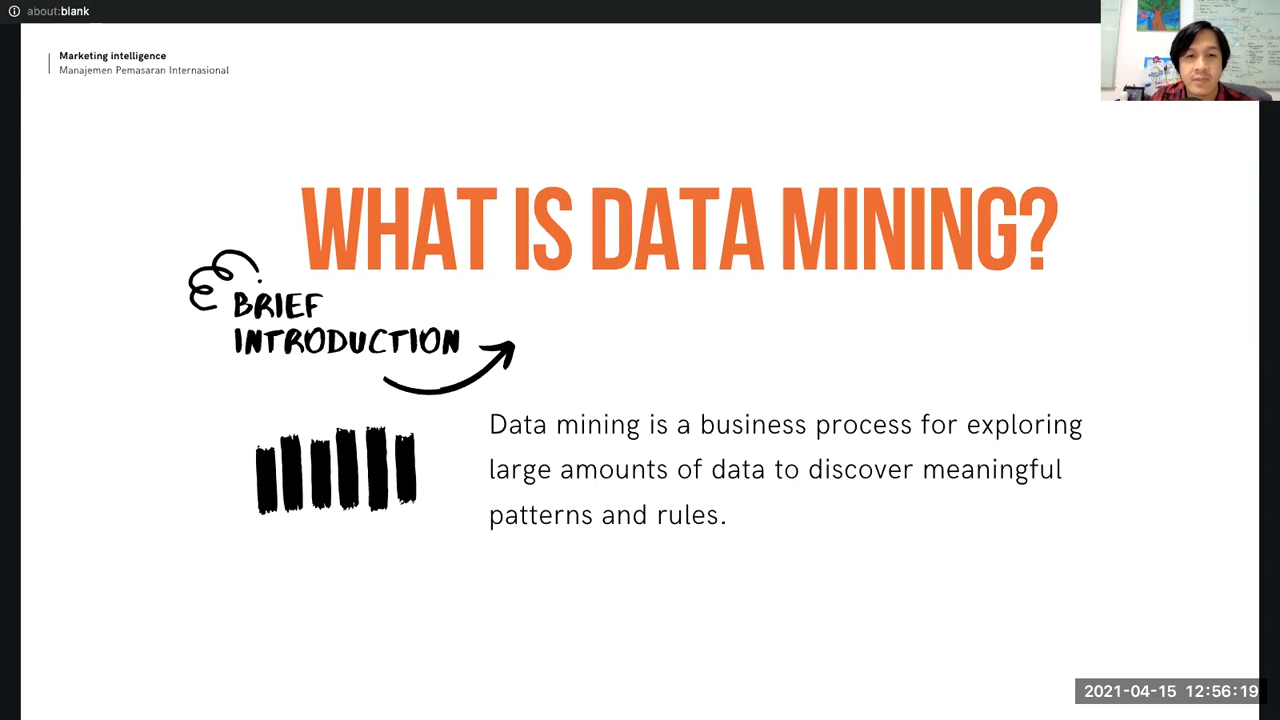 about:blank
Marketing intelligence
Manajemen Pemasaran Internasional
WHAT IS DATA MINING?
BRIEF
INTRODUCTION
Data mining is a business process for exploring
large amounts of data to discover meaningful
patterns and rules.
2021-04-15 12:56:19